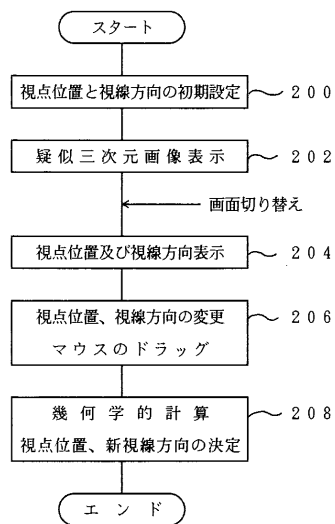 スタート
視点位置と視線方向の初期設定
200
疑似三次元画像表示
202
画面切り替え
視点位置及び視線方向表示
204
視点位置、視線方向の変更
マウスのドラッグ
206
幾何学的計算
視点位置、新視線方向の決定
208
エンド